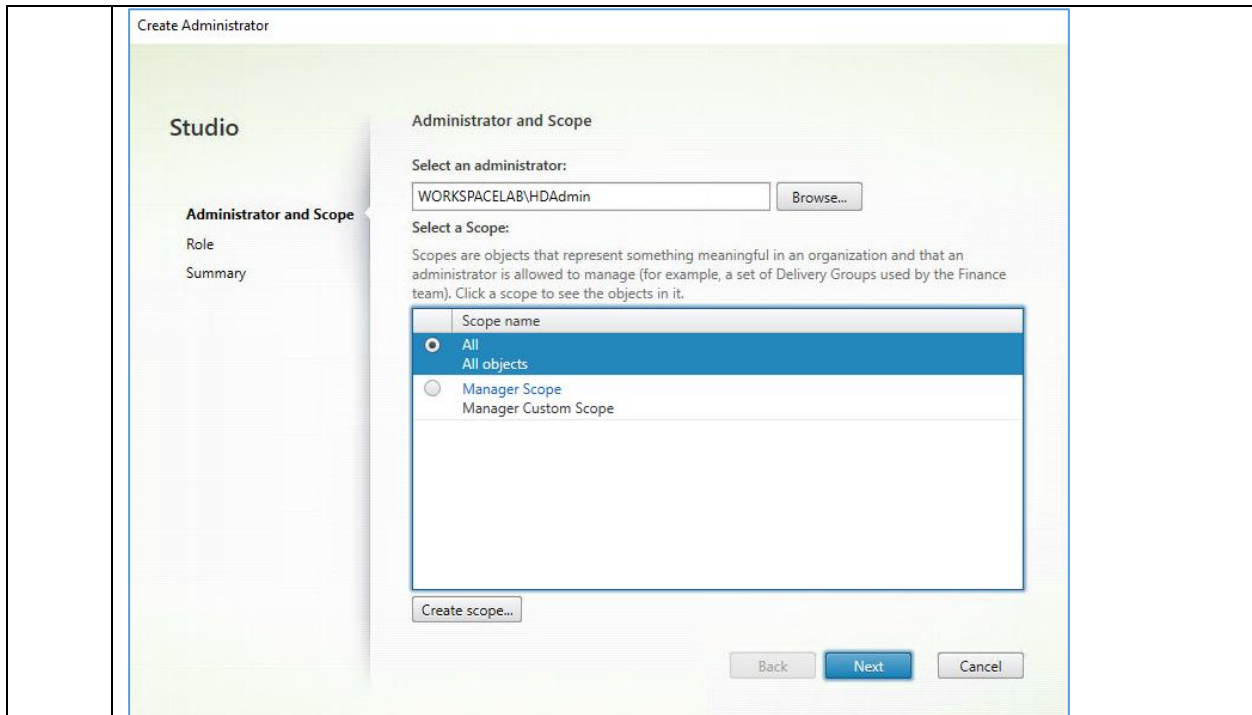 Create Administrator
Studio
Administrator and Scope
Role
Summary
Administrator and Scope
Select an administrator:
WORKSPACELAB\HDAdmin
Browse...
Select a Scope:
Scopes are objects that represent something meaningful in an organization and that an
administrator is allowed to manage (for example, a set of Delivery Groups used by the Finance
team). Click a scope to see the objects in it.
Scope name
All
All objects
Manager Scope
Manager Custom Scope
Create scope...
Back
Next
Cancel